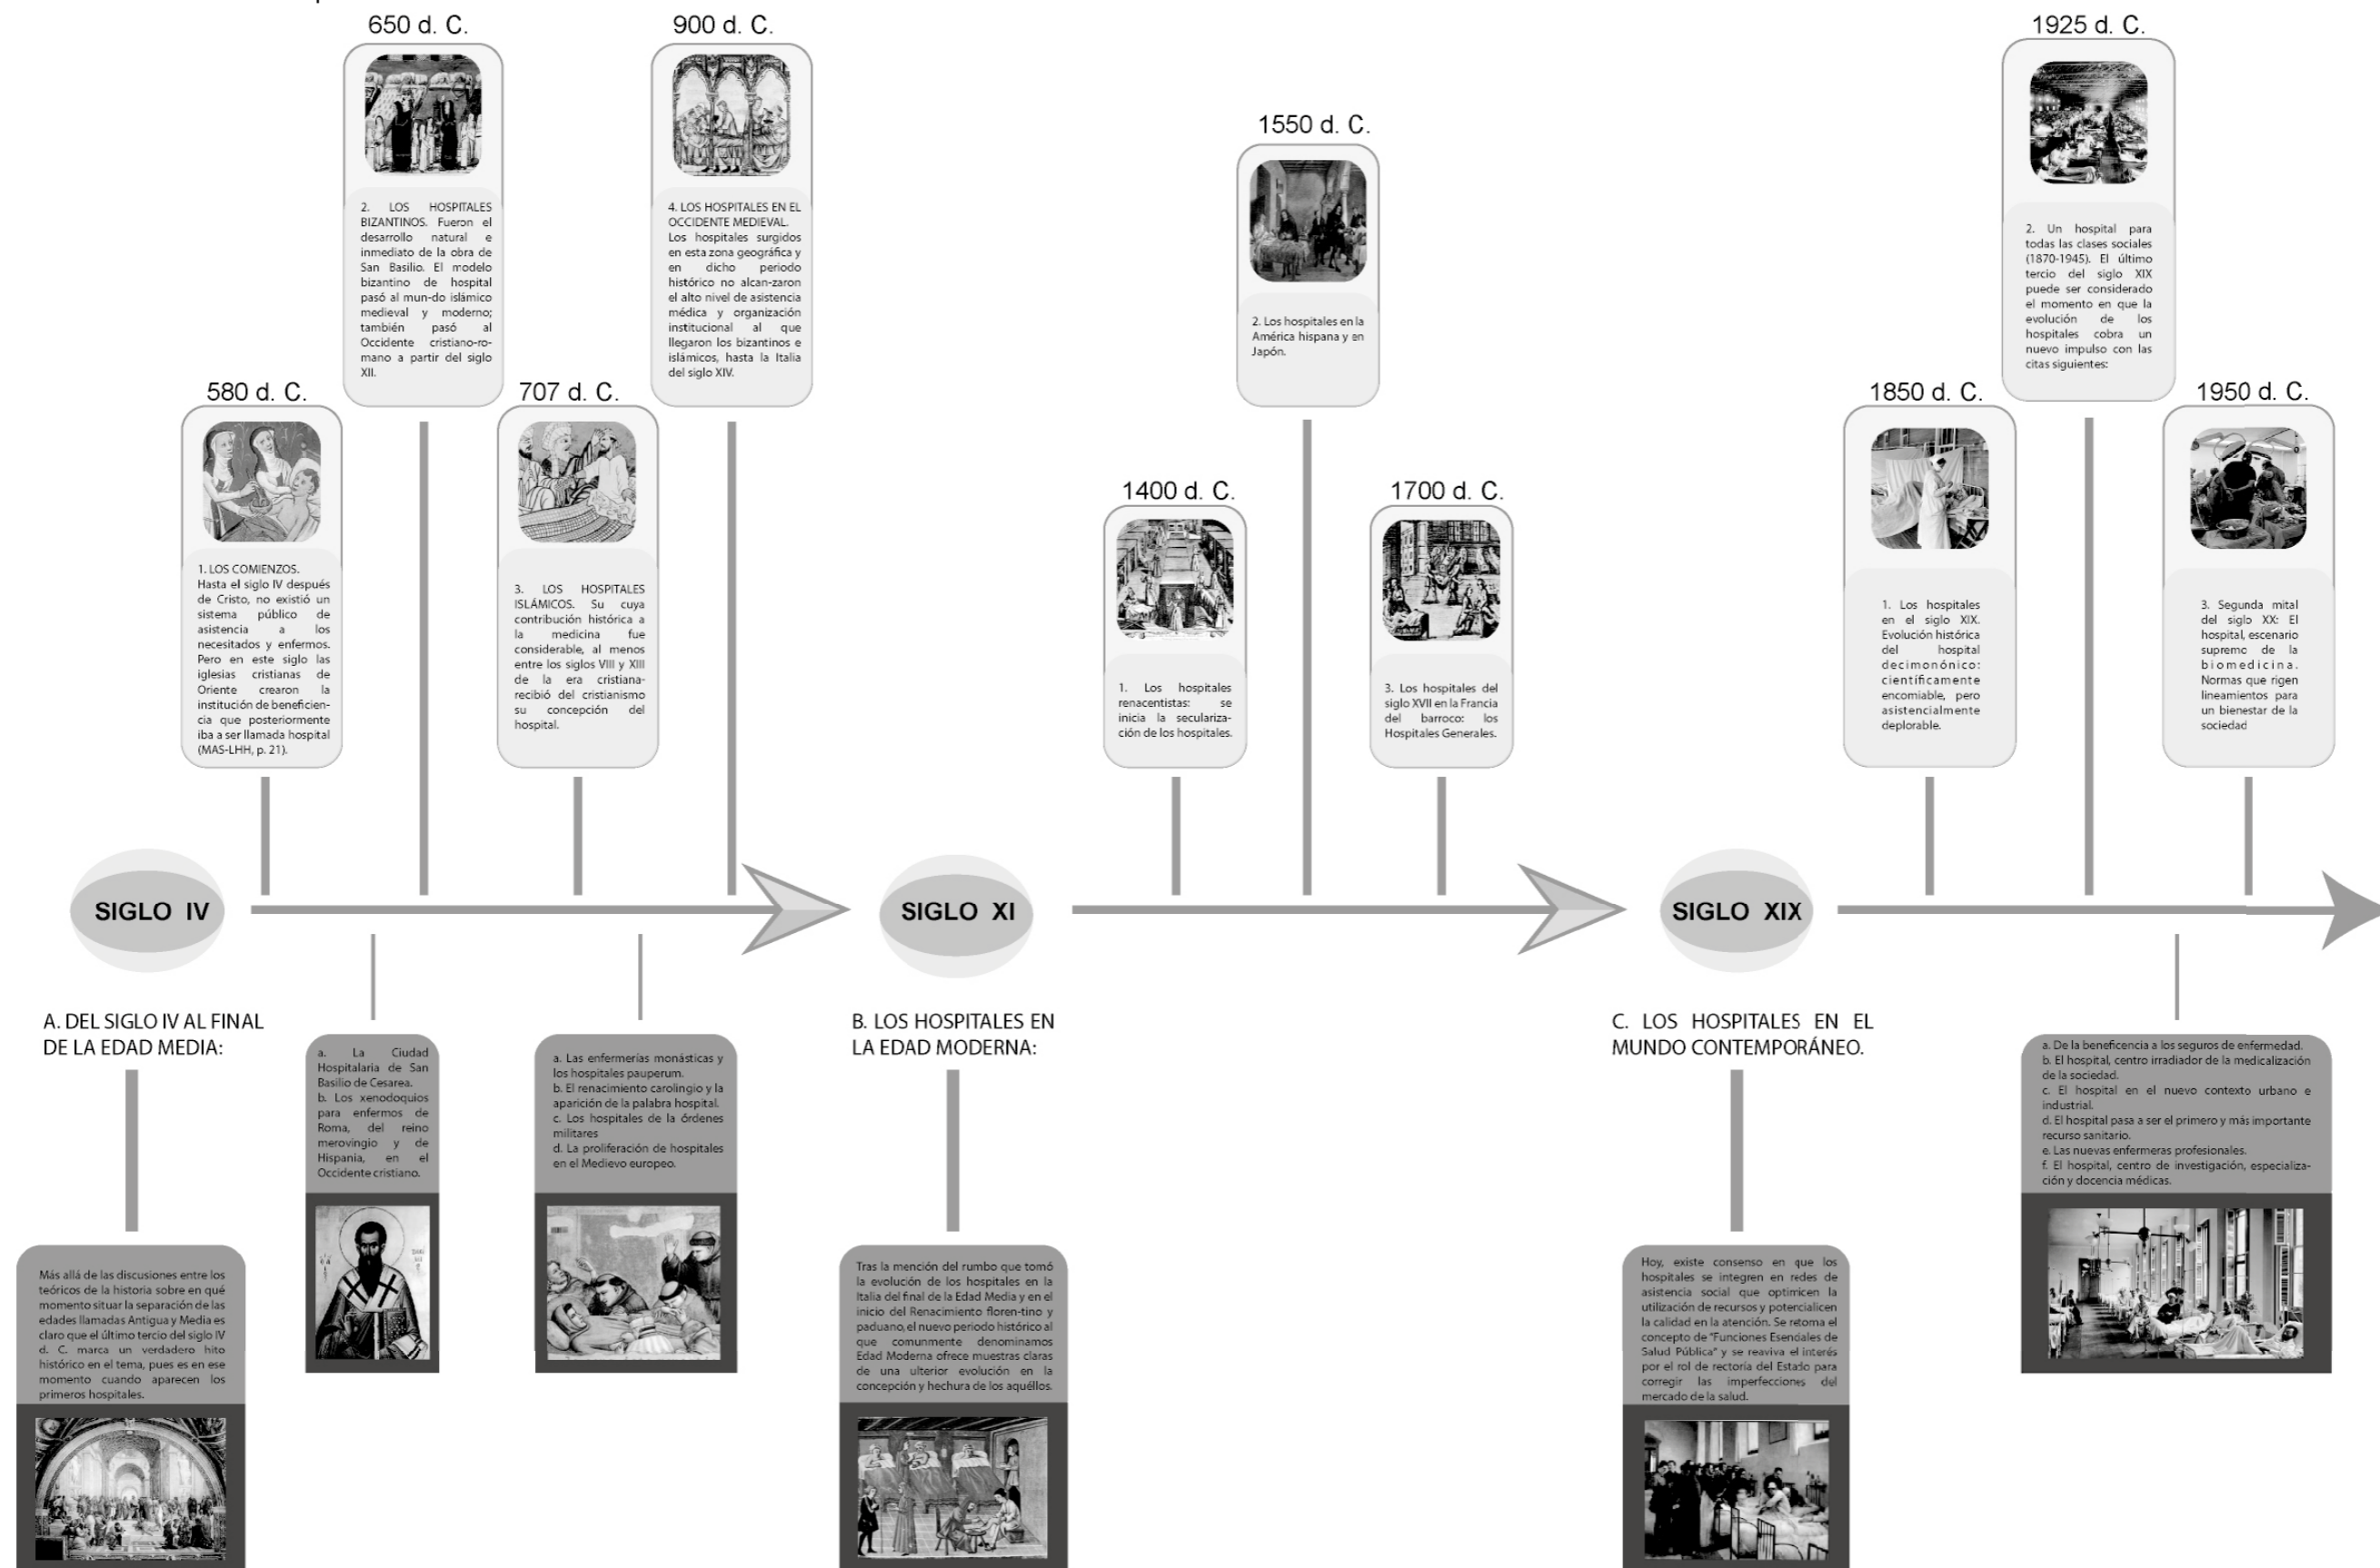 650 d. C.
2. LOS HOSPITALES
BIZANTINOS. Fueron el
desarrollo natural e
inmediato de la obra de
San Basilio. El modelo
bizantino de hospital
pasó al mun-do islámico
medieval y moderno;
también pasó al
Occidente cristiano-ro-
mano a partir del siglo
XII.
900 d. C.
4. LOS HOSPITALES EN EL
OCCIDENTE MEDIEVAL.
Los hospitales surgidos
en esta zona geográfica y
en dicho periodo
histórico no alcan-zaron
el alto nivel de asistencia
médica y organización
institucional al que
llegaron los bizantinos e
islámicos, hasta la Italia
del siglo XIV.
1550 d. C.
2. Los hospitales en la
América hispana y en
Japón.
1925 d. C.
2. Un hospital para
todas las clases sociales
(1870-1945). El último
tercio del siglo XIX
puede ser considerado
el momento en que la
evolución de los
hospitales cobra un
nuevo impulso con las
citas siguientes:
580 d. C.
1. LOS COMIENZOS.
Hasta el siglo IV después
de Cristo, no existió un
sistema público de
asistencia a los
necesitados y enfermos.
Pero en este siglo las
iglesias cristianas de
Oriente crearon la
institución de beneficien-
cia que posteriormente
iba a ser llamada hospital
(MAS-LHH, p. 21).
707 d. C.
3. LOS HOSPITALES
ISLÁMICOS. Su cuya
contribución histórica a
la medicina fue
considerable, al menos
entre los siglos VIII y XIII
de la era cristiana-
recibió del cristianismo
su concepción del
hospital.
1400 d. C.
1. Los hospitales
renacentistas: se
inicia la seculariza-
ción de los hospitales.
1700 d. C.
3. Los hospitales del
siglo XVII en la Francia
del barroco: los
Hospitales Generales.
1850 d. C.
1. Los hospitales
en el siglo XIX.
Evolución histórica
del hospital
decimonónico:
científicamente
encomiable, pero
asistencialmente
deplorable.
1950 d. C.
3. Segunda mital
del siglo XX: El
hospital, escenario
supremo de la
biomedicina.
Normas que rigen
lineamientos para
un bienestar de la
sociedad
SIGLO IV
SIGLO XI
SIGLO XIX
A. DEL SIGLO IV AL FINAL
DE LA EDAD MEDIA:
Más allá de las discusiones entre los
teóricos de la historia sobre en qué
momento situar la separación de las
edades llamadas Antigua y Media es
claro que el último tercio del siglo IV
d. C. marca un verdadero hito
histórico en el tema, pues es en ese
momento cuando aparecen los
primeros hospitales.
a. La Ciudad
Hospitalaria de San
Basilio de Cesarea.
b. Los xenodoquios
para enfermos de
Roma, del reino
merovingio y de
Hispania, en el
Occidente cristiano.
a. Las enfermerías monásticas y
los hospitales pauperum.
b. El renacimiento carolingio y la
aparición de la palabra hospital.
c. Los hospitales de la órdenes
militares
d. La proliferación de hospitales
en el Medievo europeo.
B. LOS HOSPITALES EN
LA EDAD MODERNA:
Tras la mención del rumbo que tomó
la evolución de los hospitales en la
Italia del final de la Edad Media y en el
inicio del Renacimiento floren-tino y
paduano, el nuevo periodo histórico al
que comunmente denominamos
Edad Moderna ofrece muestras claras
de una ulterior evolución en la
concepción y hechura de los aquéllos.
C. LOS HOSPITALES EN EL
MUNDO CONTEMPORÁNEO.
Hoy, existe consenso en que los
hospitales se integren en redes de
asistencia social que optimicen la
utilización de recursos y potencialicen
la calidad en la atención. Se retoma el
concepto de "Funciones Esenciales de
Salud Pública" y se reaviva el interés
por el rol de rectoría del Estado para
corregir las imperfecciones del
mercado de la salud.
a. De la beneficencia a los seguros de enfermedad.
b. El hospital, centro irradiador de la medicalización
de la sociedad.
c. El hospital en el nuevo contexto urbano e
industrial.
d. El hospital pasa a ser el primero y más importante
recurso sanitario.
e. Las nuevas enfermeras profesionales.
f. El hospital, centro de investigación, especializa-
ción y docencia médicas.